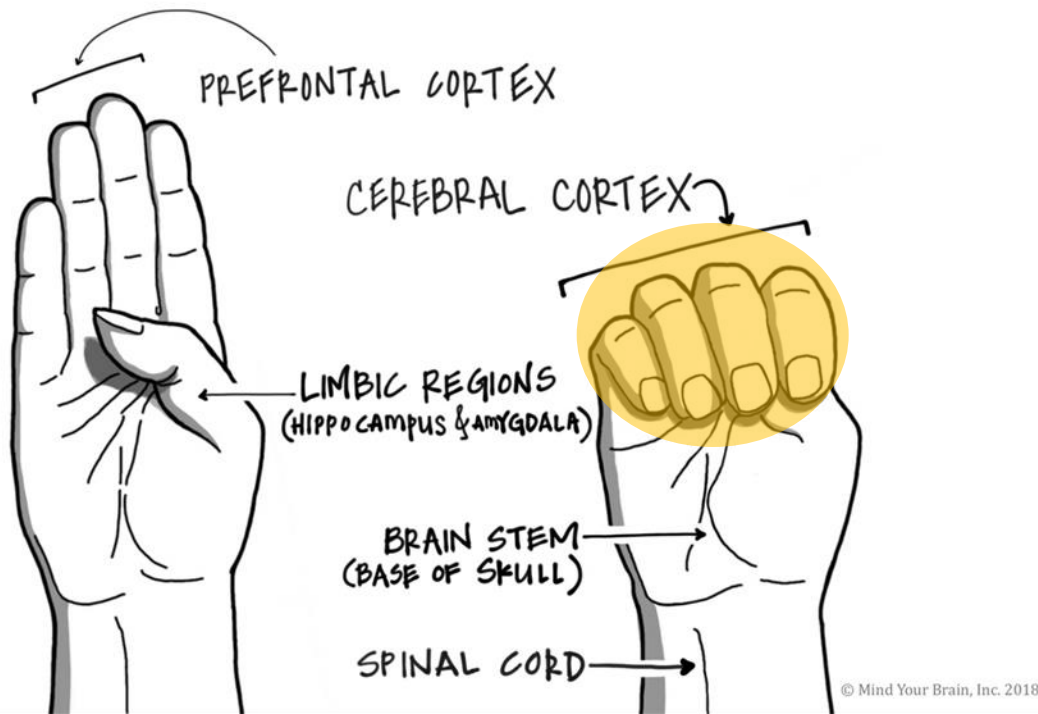 PREFRONTAL CORTEX
CEREBRAL CORTEX
LIMBIC REGIONS
(HIPPOCAMPUS & AMYGDALA)
BRAIN STEM
(BASE OF SKULL)
SPINAL CORD
© Mind Your Brain, Inc. 2018